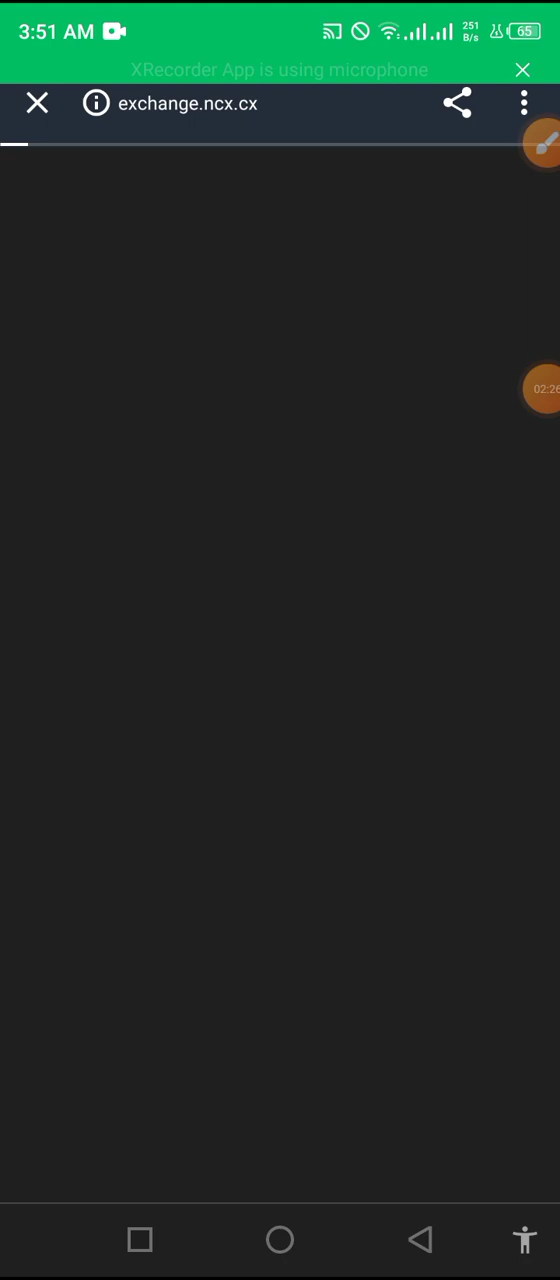 3:51 AM
251
B/s
65
XRecorder App is using microphone
exchange.ncx.cx
02:26